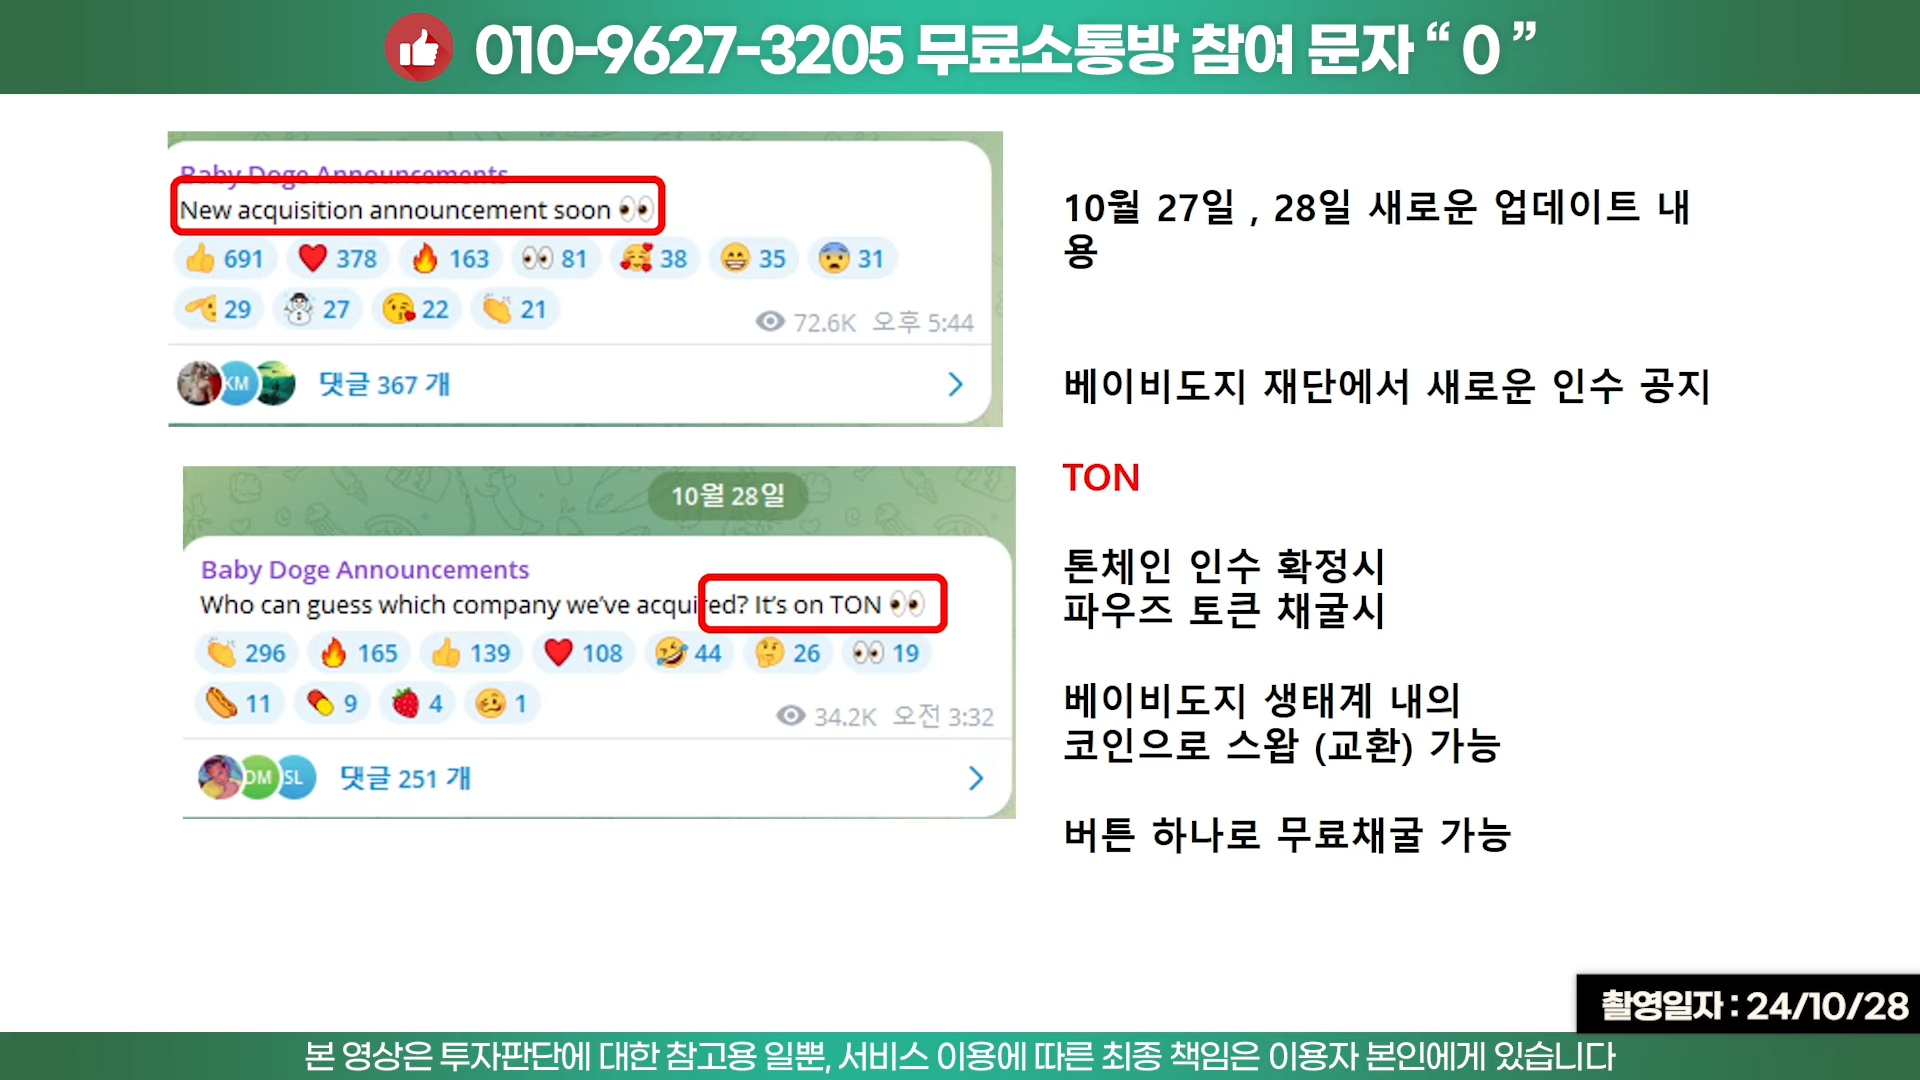 010-9627-3205 무료소통방 참여 문자 “ 0 ”
Baby Doge Announcements
New acquisition announcement soon 👀
👍 691 ❤️ 378 🔥 163 👀 81 🥰 38 😁 35 😨 31
29 ☃️ 27 😘 22 👏 21
72.6K 오후 5:44
KM 댓글 367 개
10월 28일
Baby Doge Announcements
Who can guess which company we’ve acquired? It’s on TON 👀
👏 296 🔥 165 👍 139 ❤️ 108 🤣 44 🤔 26 👀 19
🌭 11 💊 9 🍓 4 🥴 1
34.2K 오전 3:32
DM SL 댓글 251 개
10월 27일 , 28일 새로운 업데이트 내
용
베이비도지 재단에서 새로운 인수 공지
TON
톤체인 인수 확정시
파우즈 토큰 채굴시
베이비도지 생태계 내의
코인으로 스왑 (교환) 가능
버튼 하나로 무료채굴 가능
촬영일자 : 24/10/28
본 영상은 투자판단에 대한 참고용 일뿐, 서비스 이용에 따른 최종 책임은 이용자 본인에게 있습니다